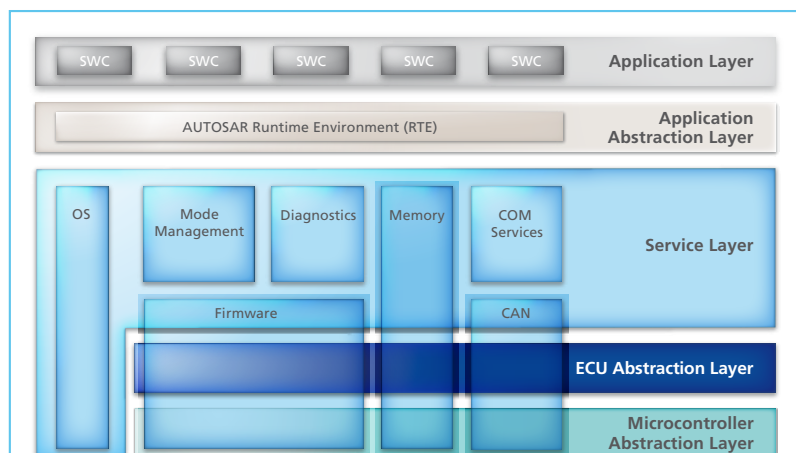 SWC SWC SWC SWC SWC Application Layer
AUTOSAR Runtime Environment (RTE)
Application
Abstraction Layer
OS
Mode
Management
Diagnostics
Memory
COM
Services
Service Layer
Firmware
CAN
ECU Abstraction Layer
Microcontroller
Abstraction Layer